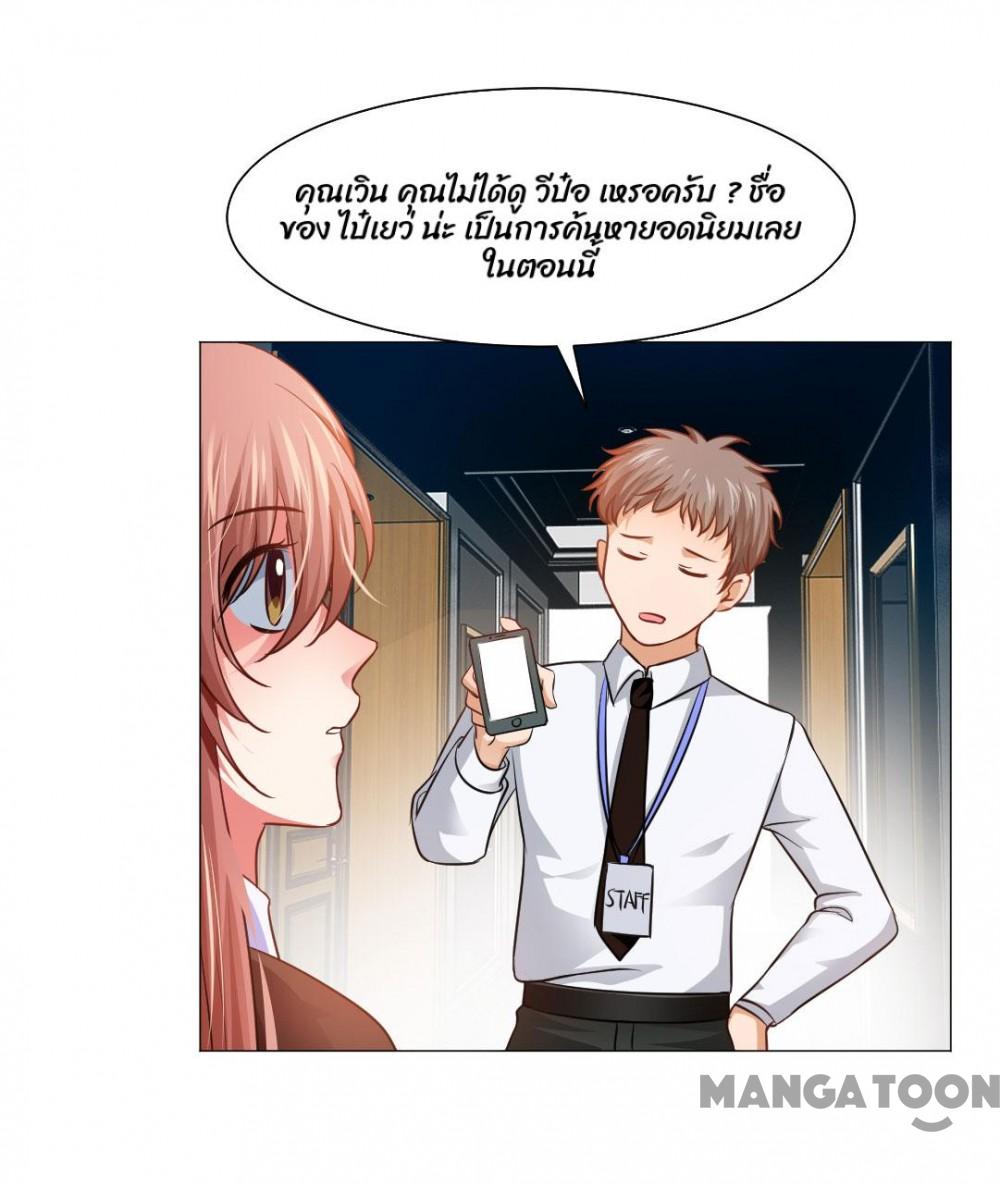 คุณเวิน คุณไม่ได้ดู วีป๋อ เหรอครับ ? ชื่อ
ของ ไป๋เยว่ น่ะ เป็นการค้นหายอดนิยมเลย
ในตอนนี้
STAFF
MANGATOON